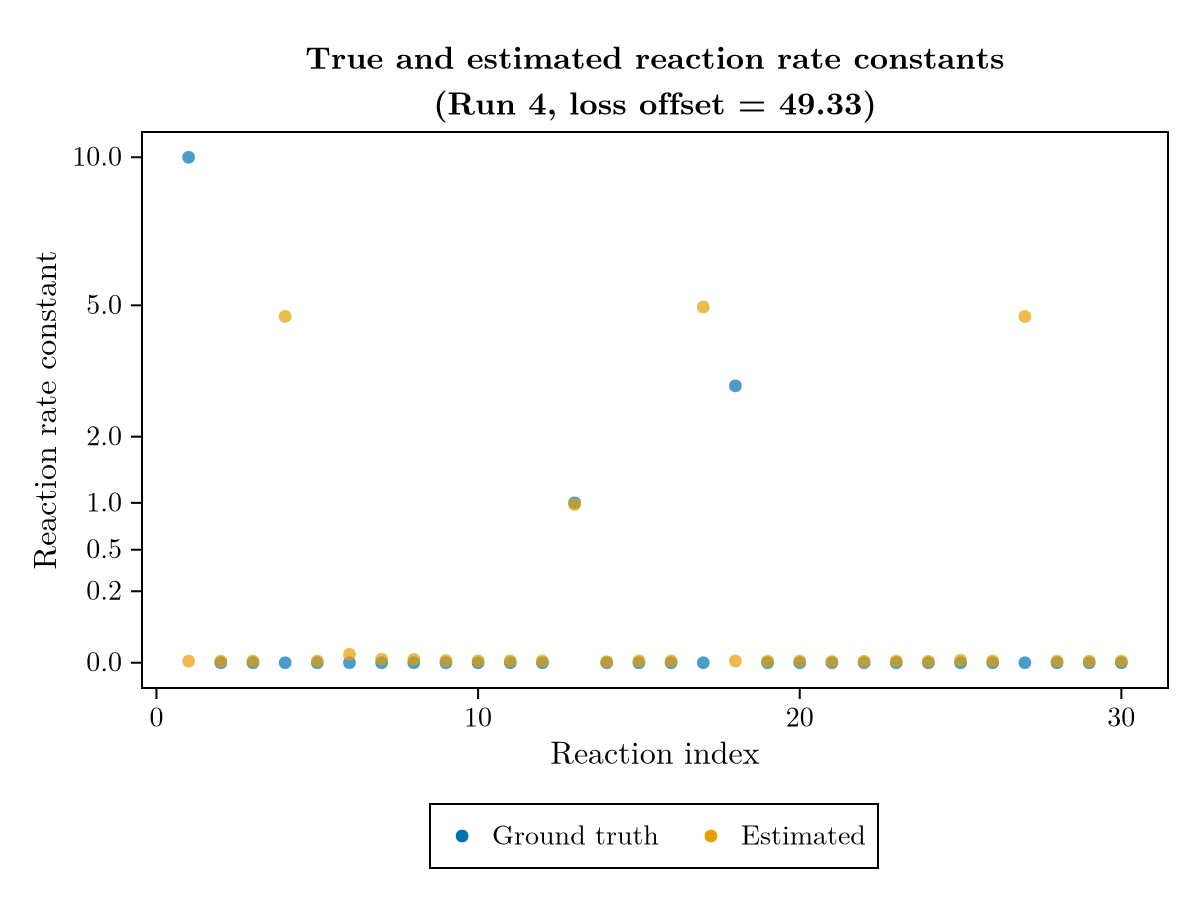 True and estimated reaction rate constants
(Run 4, loss offset = 49.33)
Reaction rate constant
10.0
5.0
2.0
1.0
0.5
0.2
0.0
0 10 20 30
Reaction index
Ground truth Estimated